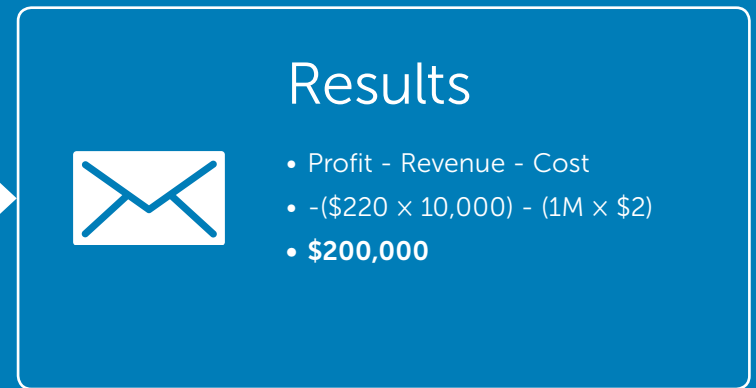 Results
• Profit - Revenue - Cost
• -($220 × 10,000) - (1M × $2)
• $200,000